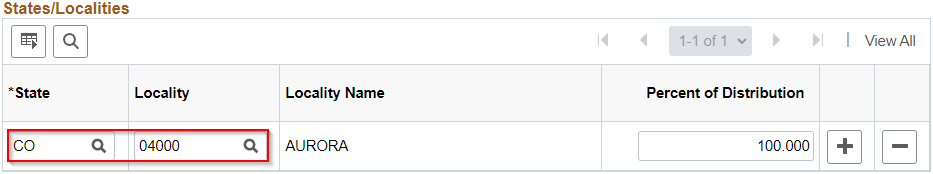 States/Localities
1-1 of 1 | View All
*State Locality Locality Name Percent of Distribution
CO 04000 AURORA 100.000